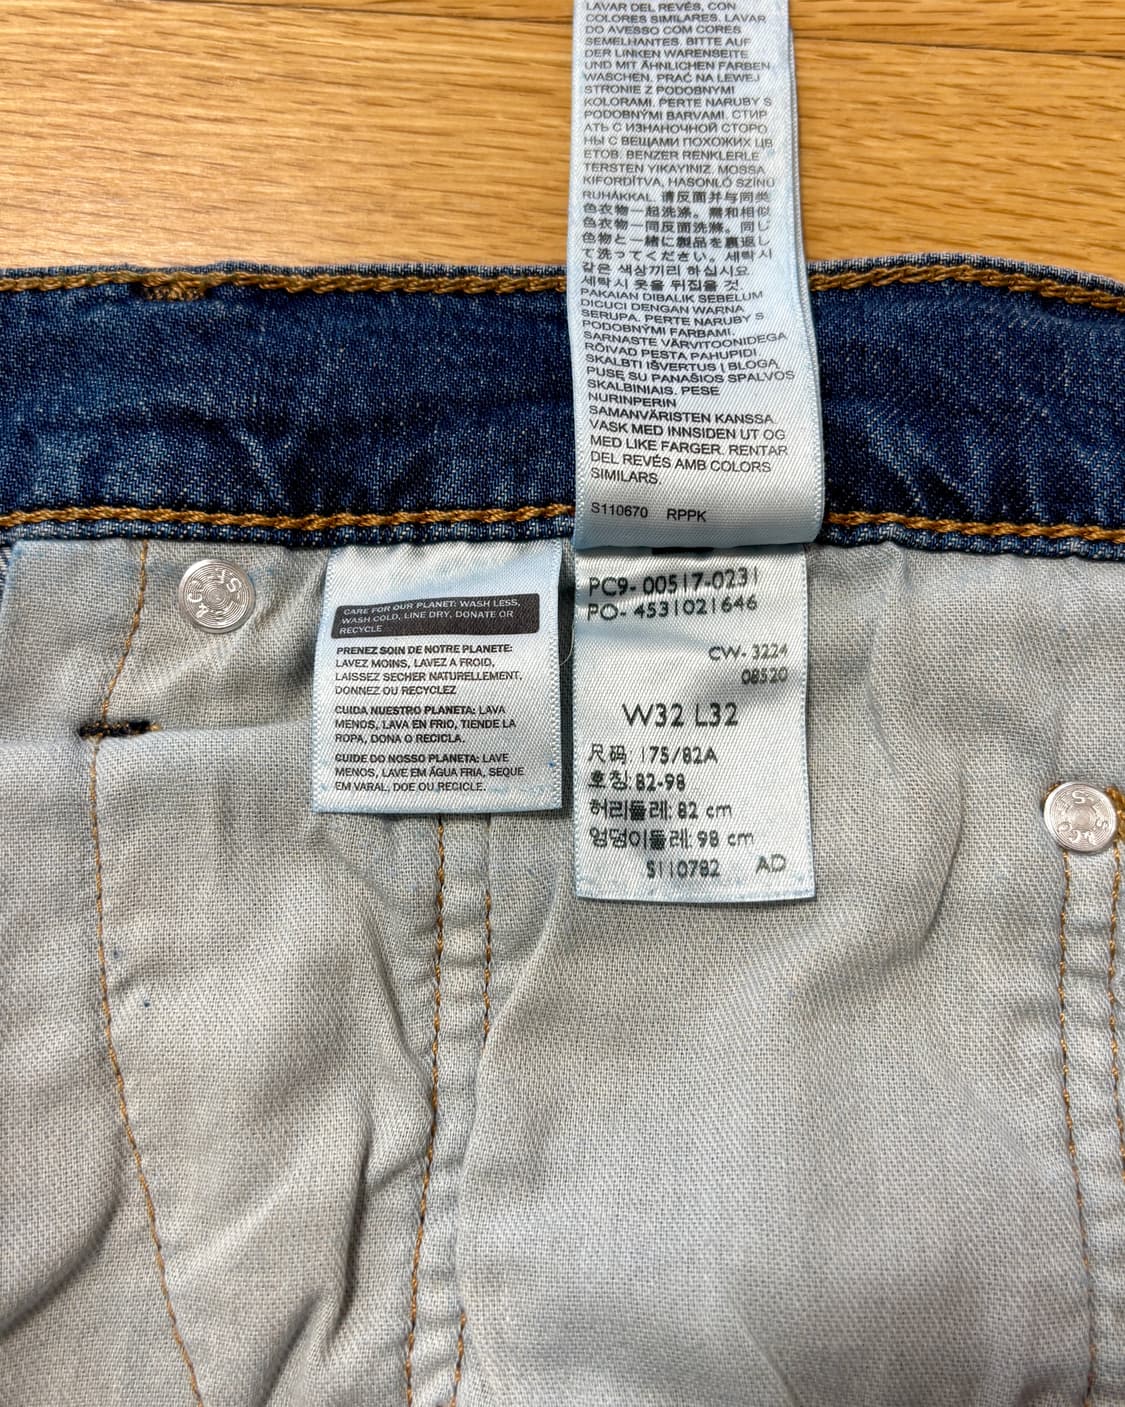 LAVAR DEL REVÉS, CON
COLORES SIMILARES. LAVAR
DO AVESSO COM CORES
SEMELHANTES. BITTE AUF
DER LINKEN WARENSEITE
UND MIT ÄHNLICHEN FARBEN
WASCHEN. PRAĆ NA LEWEJ
STRONIE Z PODOBNYMI
KOLORAMI. PERTE NARUBY S
PODOBNÝMI BARVAMI. СТИР
АТЬ С ИЗНАНОЧНОЙ СТОРО
НЫ С ВЕЩАМИ ПОХОЖИХ ЦВ
ЕТОВ. BENZER RENKLERLE
TERSTEN YIKAYINIZ. MOSSA
KIFORDÍTVA, HASONLÓ SZÍNŰ
RUHÁKKAL. 请反面并与同类
色衣物一起洗涤。需和相似
色衣物一同反面洗滌。同じ
色物と一緒に製品を裏返し
て洗ってください。세탁시
같은 색상끼리 하십시요
세탁시 옷을 뒤집을 것.
PAKAIAN DIBALIK SEBELUM
DICUCI DENGAN WARNA
SERUPA. PERTE NARUBY S
PODOBNÝMI FARBAMI.
SARNASTE VÄRVITOONIDEGA
RÕIVAD PESTA PAHUPIDI
SKALBTI IŠVERTUS Į BLOGĄ
PUSĘ SU PANAŠIOS SPALVOS
SKALBINIAIS. PESE
NURINPERIN
SAMANVÄRISTEN KANSSA.
VASK MED INNSIDEN UT OG
MED LIKE FARGER. RENTAR
DEL REVÉS AMB COLORS
SIMILARS.
S110670 RPPK
CARE FOR OUR PLANET: WASH LESS,
WASH COLD, LINE DRY, DONATE OR
RECYCLE
PRENEZ SOIN DE NOTRE PLANETE:
LAVEZ MOINS, LAVEZ A FROID,
LAISSEZ SECHER NATURELLEMENT,
DONNEZ OU RECYCLEZ
CUIDA NUESTRO PLANETA: LAVA
MENOS, LAVA EN FRIO, TIENDE LA
ROPA, DONA O RECICLA.
GUIDE DO NOSSO PLANETA: LAVE
MENOS, LAVE EM ÁGUA FRIA, SEQUE
EM VARAL, DOE OU RECICLE.
PC9- 00517-0231
PO- 4531021646
CW- 3224
08520
W32 L32
尺码: 175/82A
호칭: 82-98
허리둘레: 82 cm
엉덩이둘레: 98 cm
S110782 AD